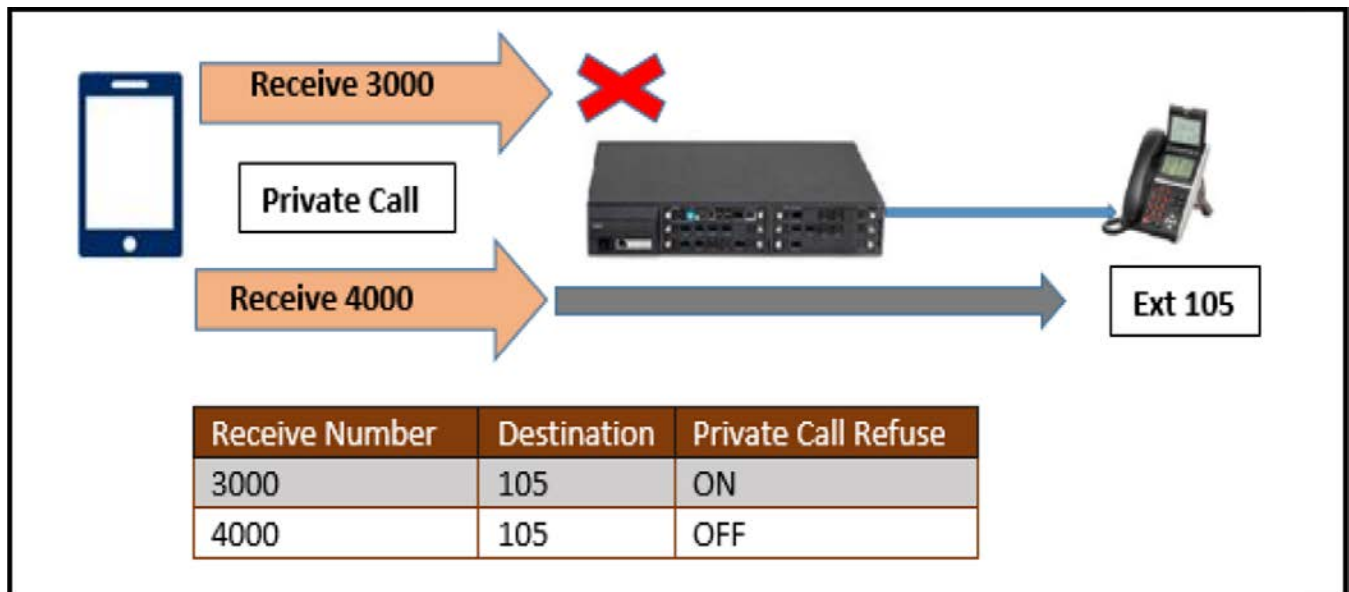 Receive 3000
Private Call
Receive 4000
Ext 105
Receive Number Destination Private Call Refuse
3000 105 ON
4000 105 OFF